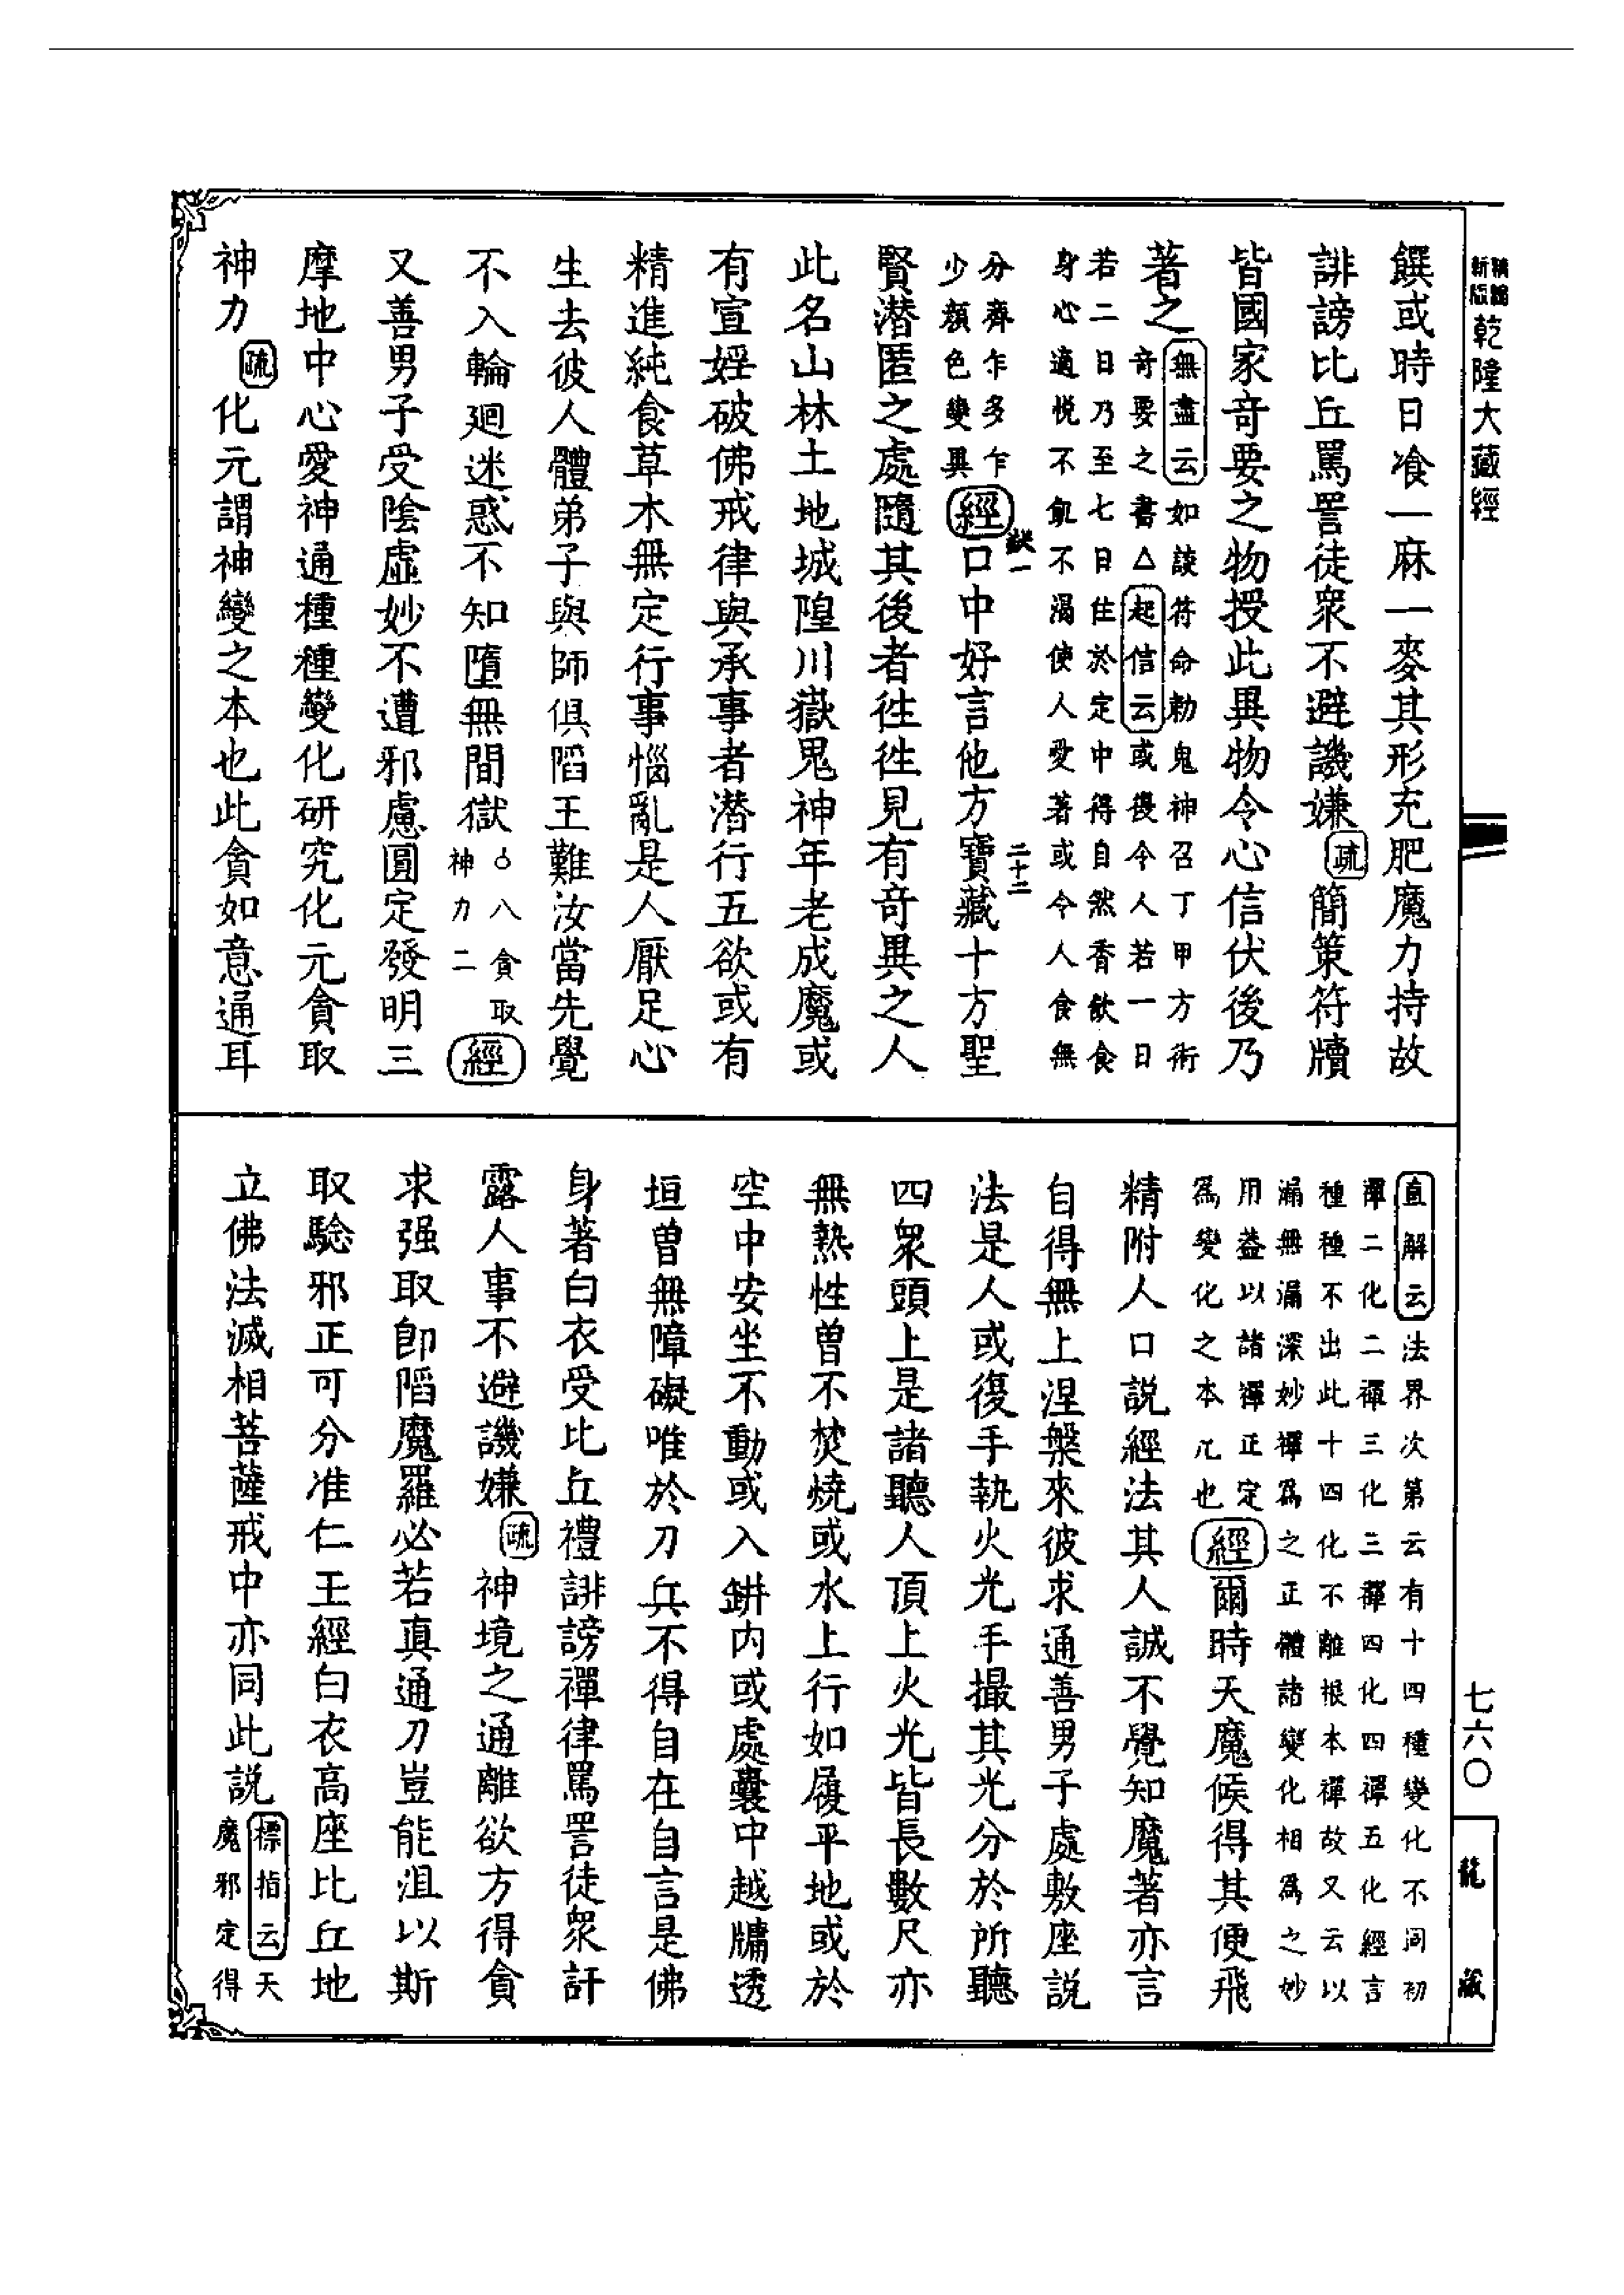 精編
新版
乾隆大藏經
饌或時日飡一麻一麥其形充肥魔力持故
誹謗比丘罵詈徒衆不避譏嫌疏簡策符牘
皆國家竒要之物授此異物令心信伏後乃
著之
無盡云如談符命勑鬼神召丁甲方術
竒要之書△起信云或復令人若一日
若二日乃至七日住於定中得自然香飲食
身心適悅不飢不渴使人愛著或令人食無
分齊乍多乍
少顏色變異
經口中好言他方寶藏十方聖
二十二
賢潛匿之處隨其後者徃徃見有竒異之人
此名山林土地城隍川嶽鬼神年老成魔或
有宣婬破佛戒律與承事者潛行五欲或有
精進純食草木無定行事惱亂是人厭足心
生去彼人體弟子與師俱陷王難汝當先覺
不入輪廻迷惑不知墮無間獄
八貪取
神力二
經
又善男子受陰虛妙不遭邪慮圓定發明三
摩地中心愛神通種種變化研究化元貪取
神力疏化元謂神變之本也此貪如意通耳
直解云法界次第云有十四種變化不同初
禪二化二禪三化三禪四化四禪五化經言
種種不出此十四化不離根本禪故又云以
漏無漏深妙禪爲之正體諸變化相爲之妙
用葢以諸禪正定
爲變化之本元也
經爾時天魔候得其便飛
精附人口説經法其人誠不覺知魔著亦言
自得無上涅槃來彼求通善男子處敷座説
法是人或復手執火光手撮其光分於所聽
四衆頭上是諸聽人頂上火光皆長數尺亦
無熱性曾不焚燒或水上行如履平地或於
空中安坐不動或入缾内或處囊中越牖透
垣曾無障礙唯於刀兵不得自在自言是佛
身著白衣受比丘禮誹謗禪律罵詈徒衆訐
露人事不避譏嫌疏神境之通離欲方得貪
求强取卽陷魔羅必若真通刀豈能沮以斯
取驗邪正可分准仁王經白衣高座比丘地
立佛法滅相菩薩戒中亦同此説
標指云天
魔邪定得
七六〇
龍藏